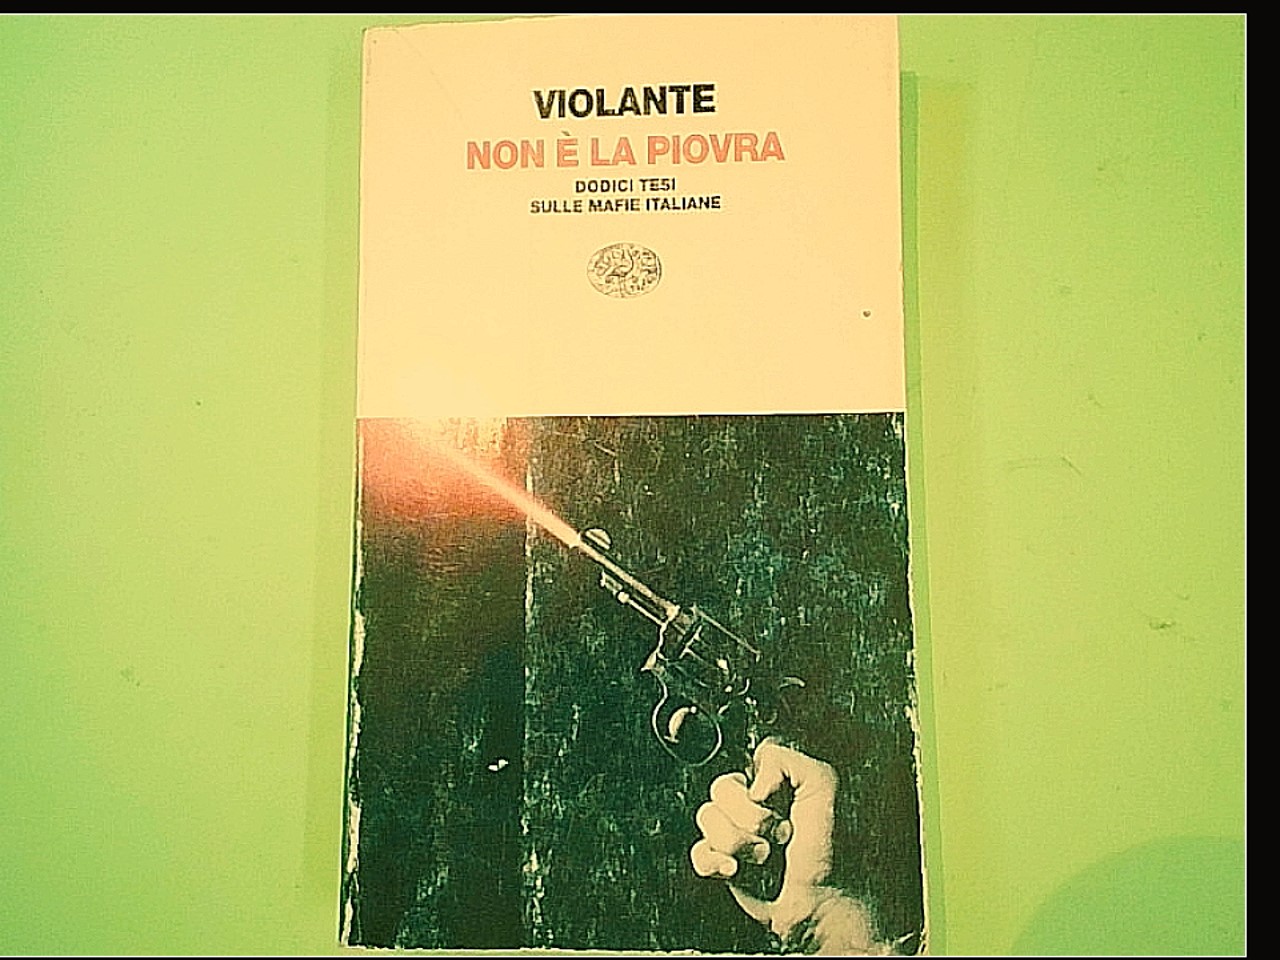 VIOLANTE
NON È LA PIOVRA
DODICI TESI
SULLE MAFIE ITALIANE